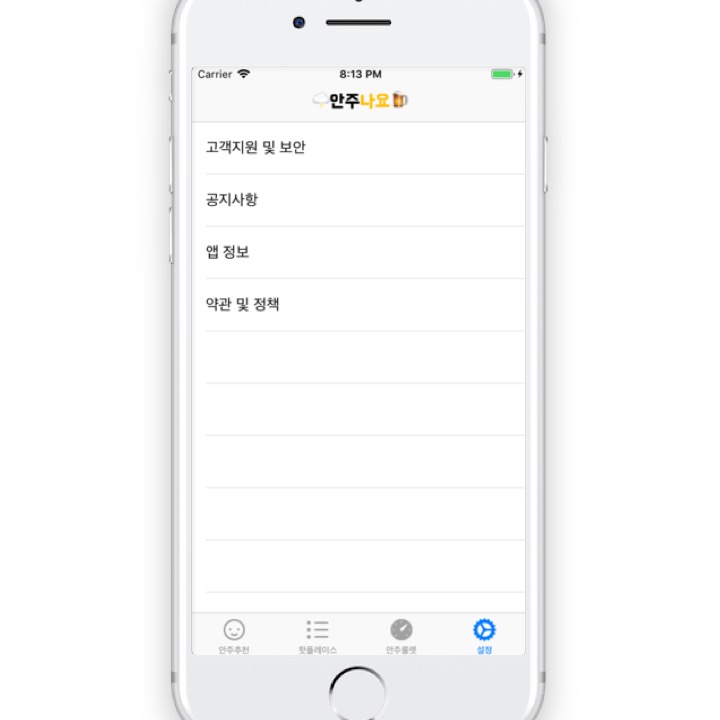 Carrier 8:13 PM
안주나요
고객지원 및 보안
공지사항
앱 정보
약관 및 정책
안주추천 핫플레이스 안주룰렛 설정